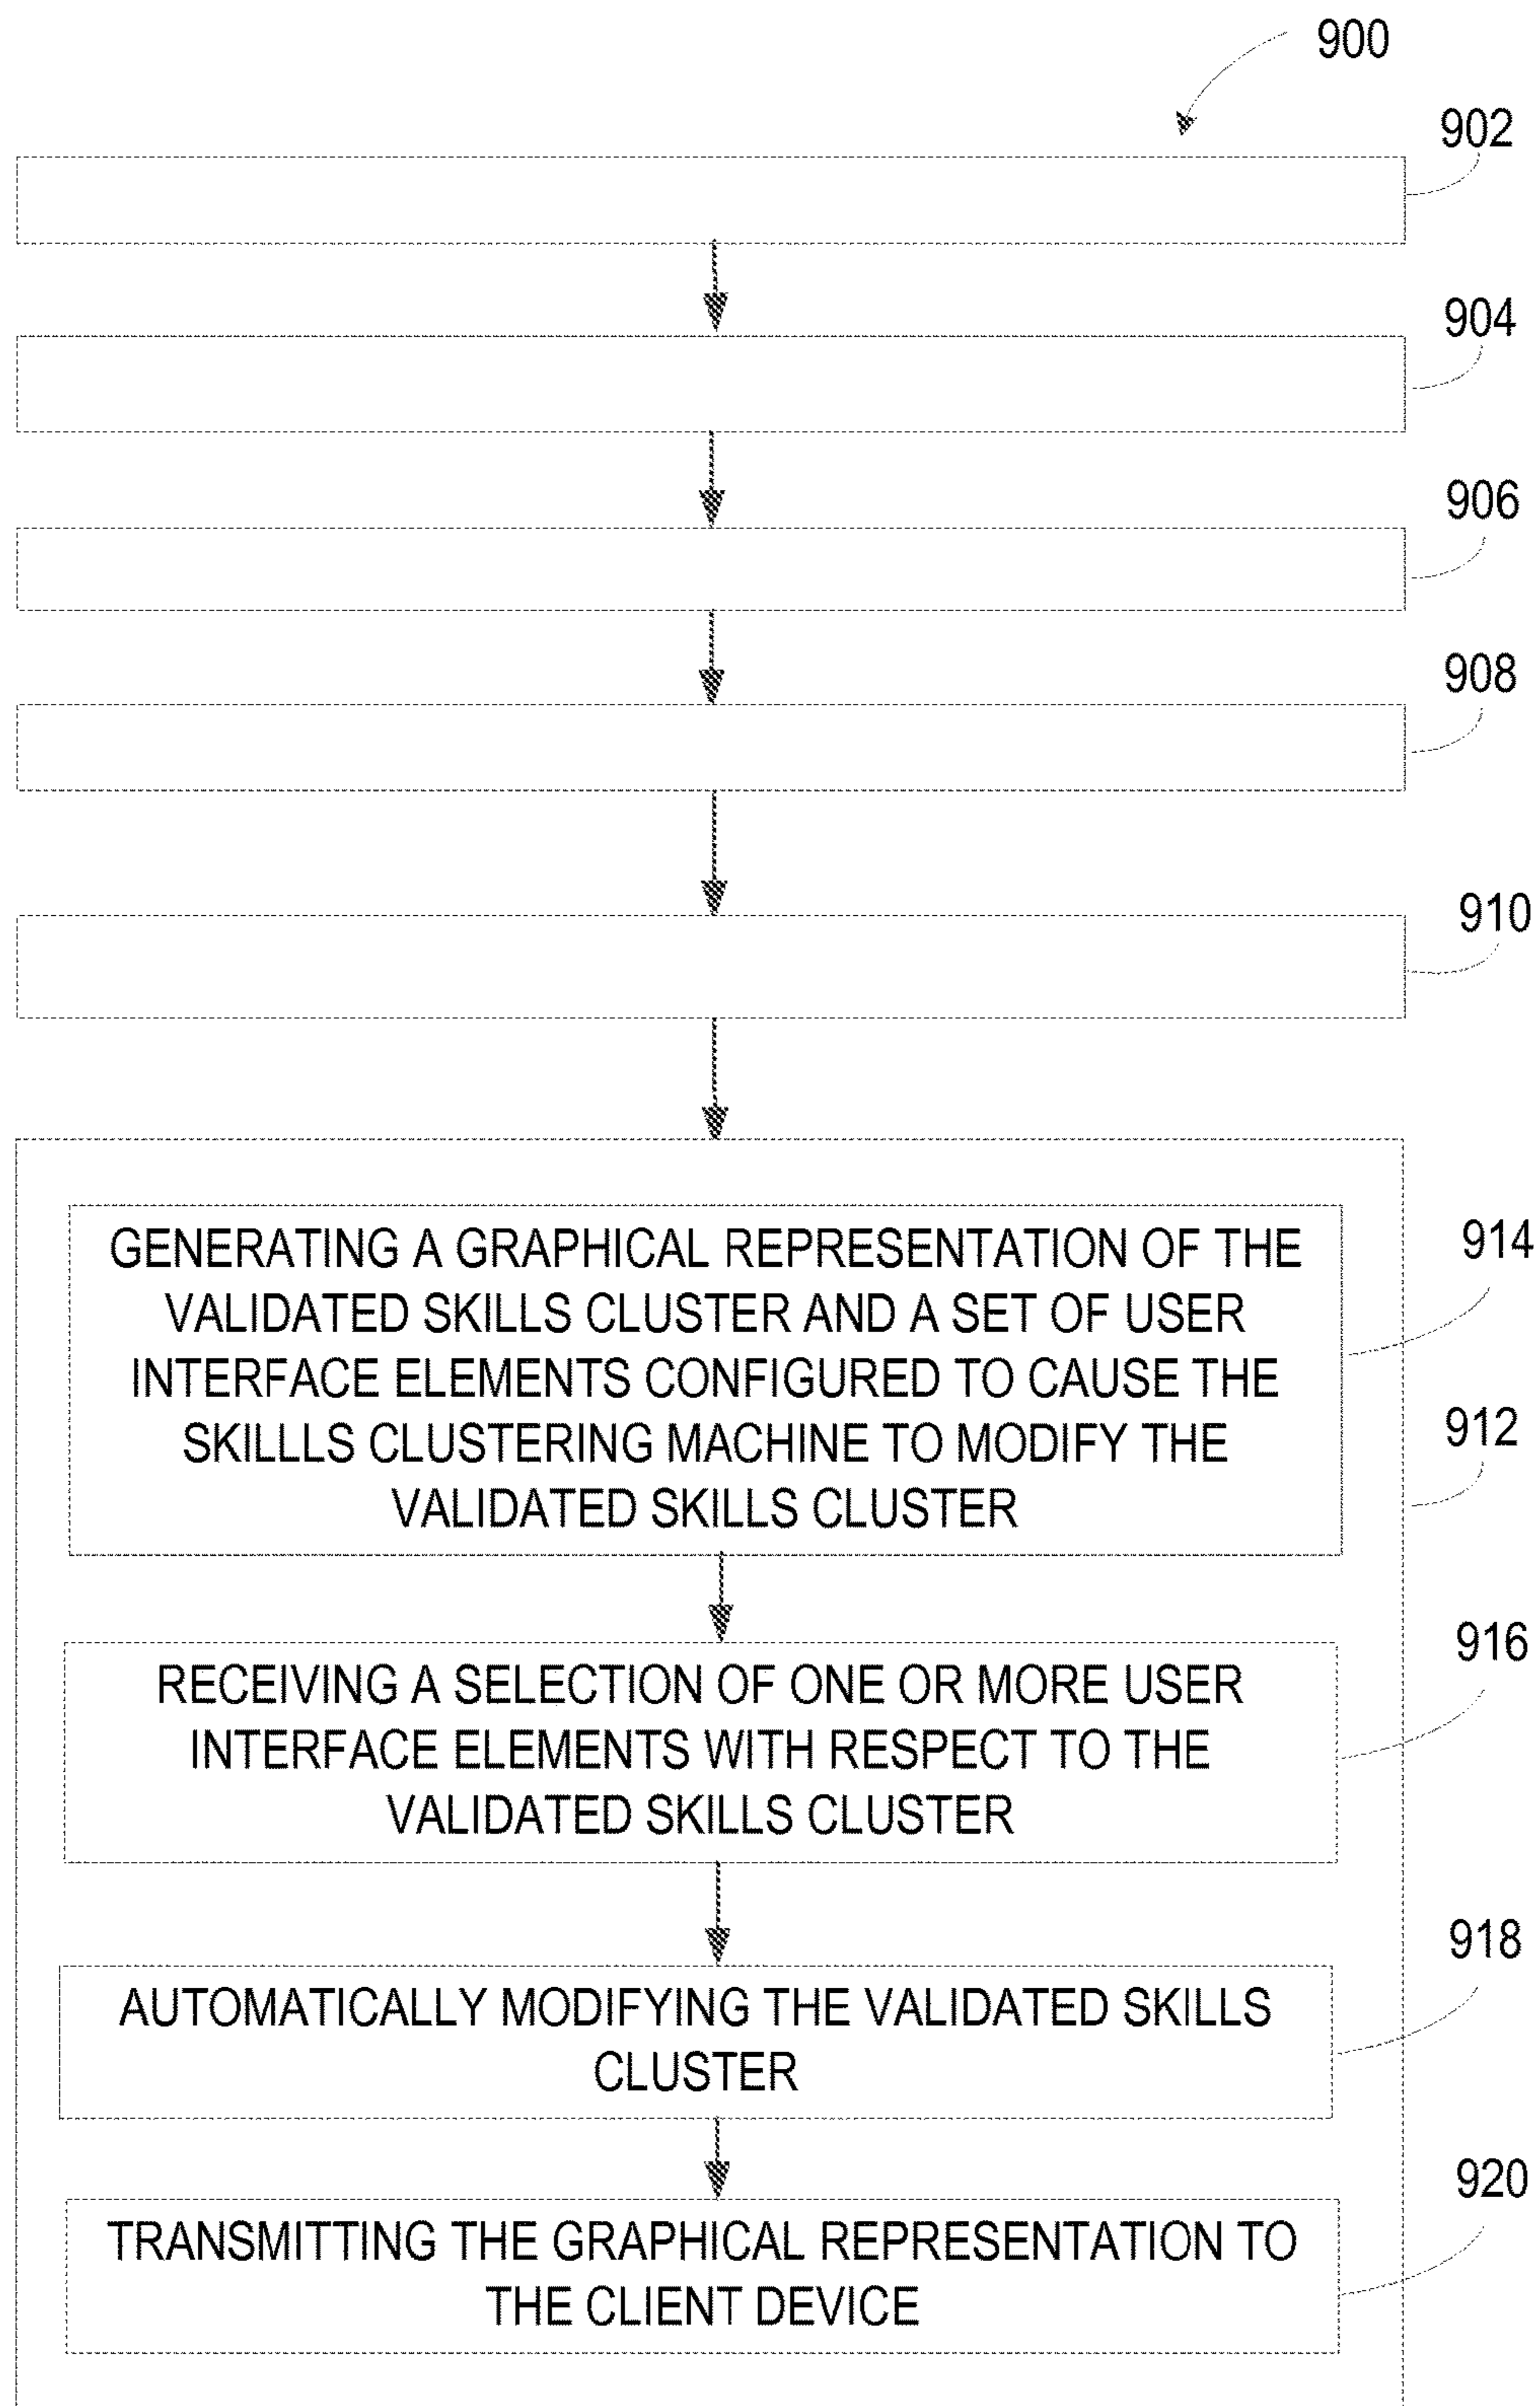 900
902
904
906
908
910
GENERATING A GRAPHICAL REPRESENTATION OF THE
VALIDATED SKILLS CLUSTER AND A SET OF USER
INTERFACE ELEMENTS CONFIGURED TO CAUSE THE
SKILLLS CLUSTERING MACHINE TO MODIFY THE
VALIDATED SKILLS CLUSTER
914
912
RECEIVING A SELECTION OF ONE OR MORE USER
INTERFACE ELEMENTS WITH RESPECT TO THE
VALIDATED SKILLS CLUSTER
916
AUTOMATICALLY MODIFYING THE VALIDATED SKILLS
CLUSTER
918
TRANSMITTING THE GRAPHICAL REPRESENTATION TO
THE CLIENT DEVICE
920